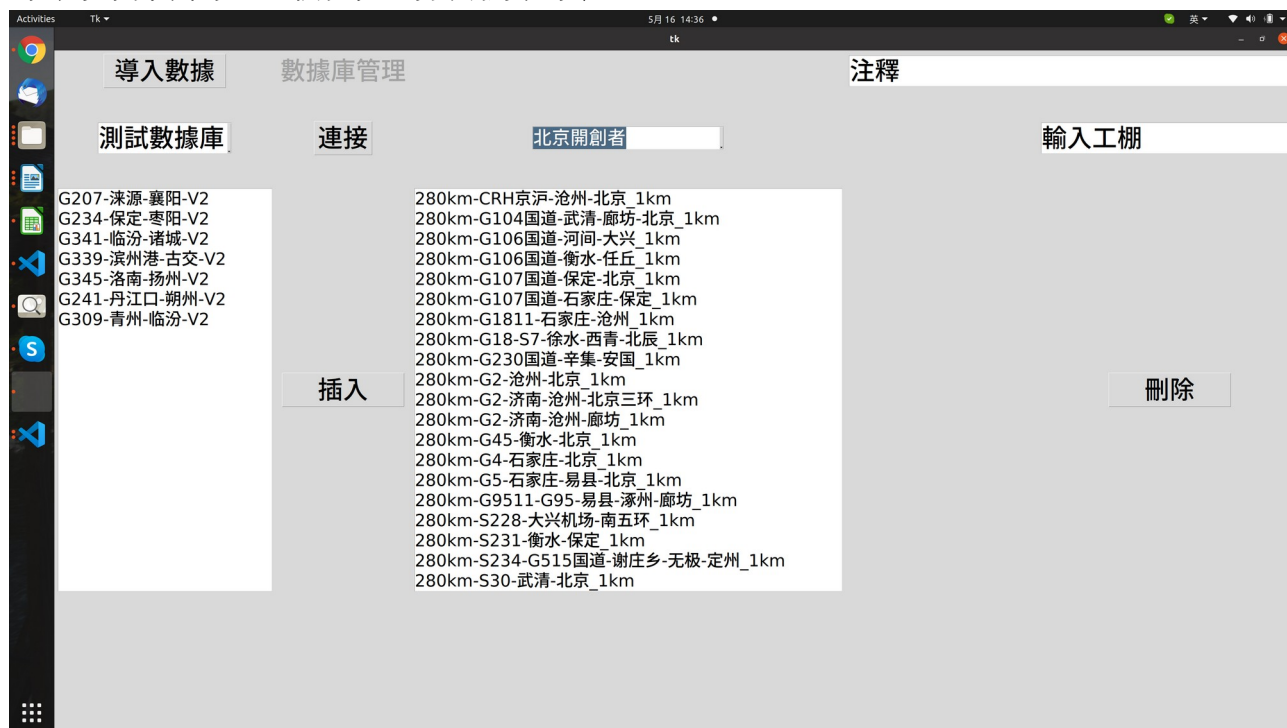 Activities
Tk
5月 16 14:36
英
tk
導入數據
數據庫管理
注釋
測試數據庫
連接
北京開創者
輸入工棚
G207-涞源-襄阳-V2
G234-保定-枣阳-V2
G341-临汾-诸城-V2
G339-滨州港-古交-V2
G345-洛南-扬州-V2
G241-丹江口-朔州-V2
G309-青州-临汾-V2
插入
280km-CRH京沪-沧州-北京_1km
280km-G104国道-武清-廊坊-北京_1km
280km-G106国道-河间-大兴_1km
280km-G106国道-衡水-任丘_1km
280km-G107国道-保定-北京_1km
280km-G107国道-石家庄-保定_1km
280km-G1811-石家庄-沧州_1km
280km-G18-S7-徐水-西青-北辰_1km
280km-G230国道-辛集-安国_1km
280km-G2-沧州-北京_1km
280km-G2-济南-沧州-北京三环_1km
280km-G2-济南-沧州-廊坊_1km
280km-G45-衡水-北京_1km
280km-G4-石家庄-北京_1km
280km-G5-石家庄-易县-北京_1km
280km-G9511-G95-易县-涿州-廊坊_1km
280km-S228-大兴机场-南五环_1km
280km-S231-衡水-保定_1km
280km-S234-G515国道-谢庄乡-无极-定州_1km
280km-S30-武清-北京_1km
刪除